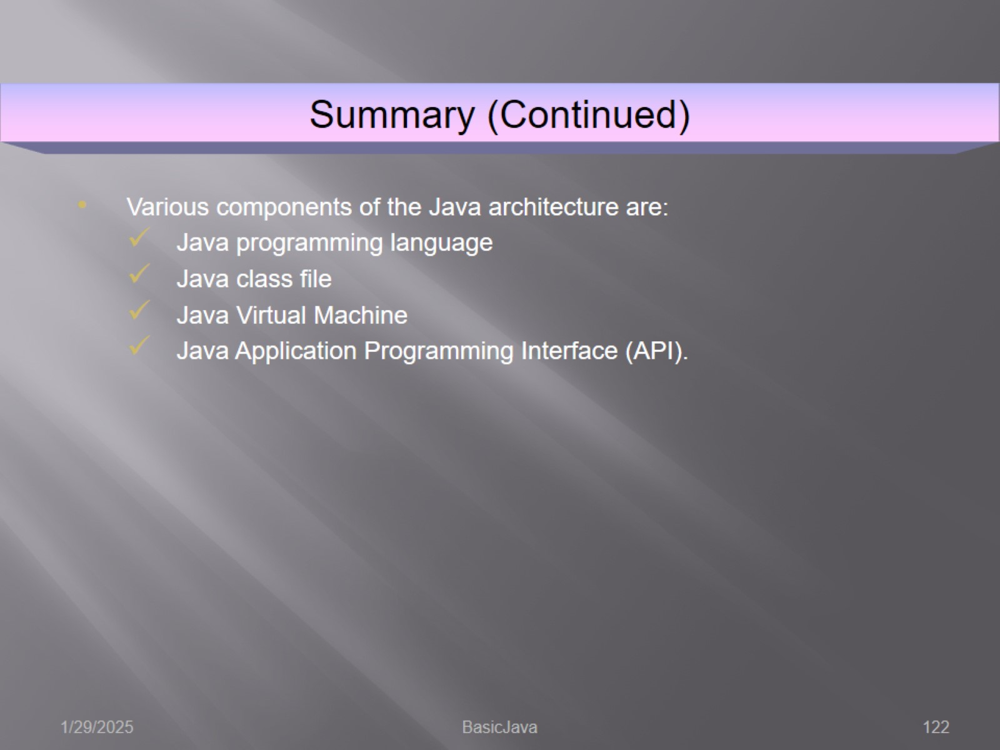 Summary (Continued)
• Various components of the Java architecture are:
✓ Java programming language
✓ Java class file
✓ Java Virtual Machine
✓ Java Application Programming Interface (API).
1/29/2025 BasicJava 122